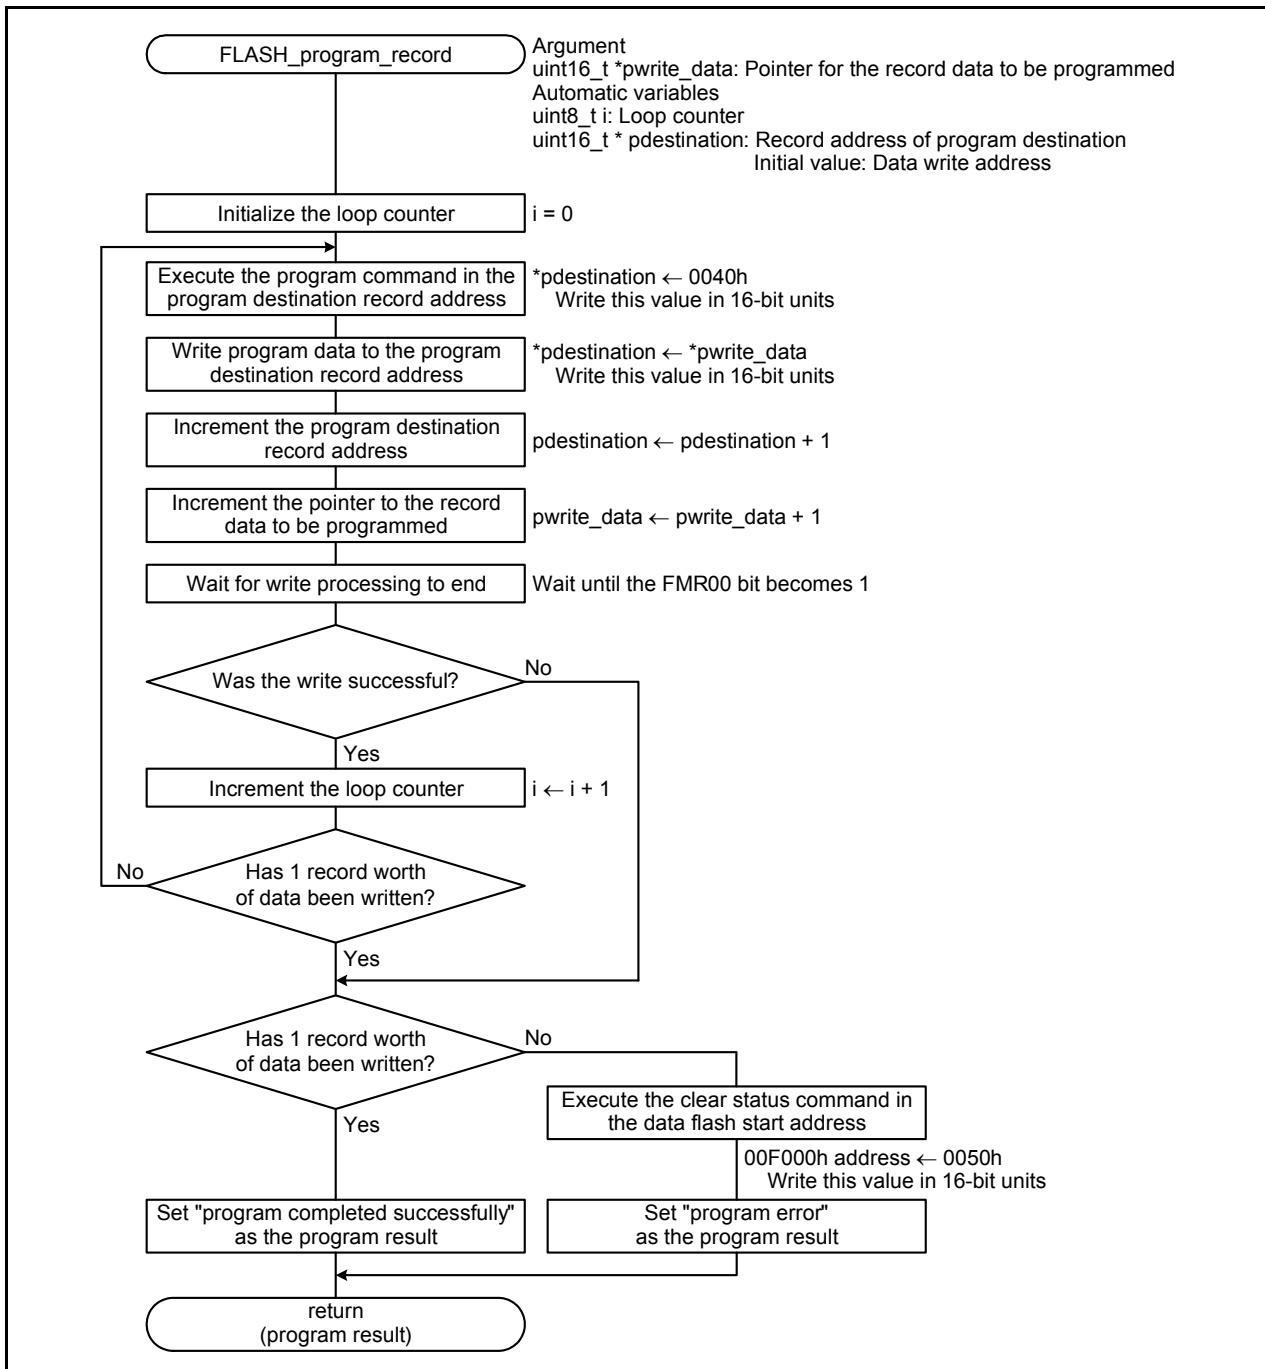 FLASH_program_record
Argument
uint16_t *pwrite_data: Pointer for the record data to be programmed
Automatic variables
uint8_t i: Loop counter
uint16_t * pdestination: Record address of program destination
Initial value: Data write address
Initialize the loop counter
i = 0
Execute the program command in the
program destination record address
*pdestination ← 0040h
Write this value in 16-bit units
Write program data to the program
destination record address
*pdestination ← *pwrite_data
Write this value in 16-bit units
Increment the program destination
record address
pdestination ← pdestination + 1
Increment the pointer to the record
data to be programmed
pwrite_data ← pwrite_data + 1
Wait for write processing to end
Wait until the FMR00 bit becomes 1
Was the write successful?
No
Yes
Increment the loop counter
i ← i + 1
No
Has 1 record worth
of data been written?
Yes
Has 1 record worth
of data been written?
No
Yes
Execute the clear status command in
the data flash start address
00F000h address ← 0050h
Write this value in 16-bit units
Set "program completed successfully"
as the program result
Set "program error"
as the program result
return
(program result)